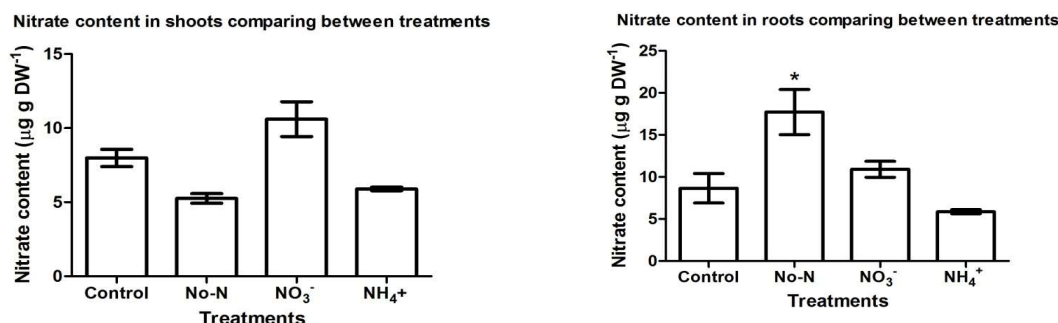 Nitrate content in shoots comparing between treatments
Nitrate content (µg g DW⁻¹)
15
10
5
0
Control No-N NO₃⁻ NH₄+
Treatments
Nitrate content in roots comparing between treatments
Nitrate content (µg g DW⁻¹)
25
20
15
10
5
0
*
Control No-N NO₃⁻ NH₄⁺
Treatments